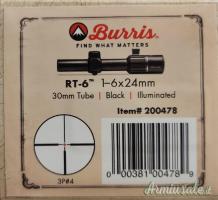 Burris
FIND WHAT MATTERS
RT-6™ 1-6x24mm
30mm Tube | Black | Illuminated
Item# 200478
3P#4
0 00381 00478 9
Armiusate.it